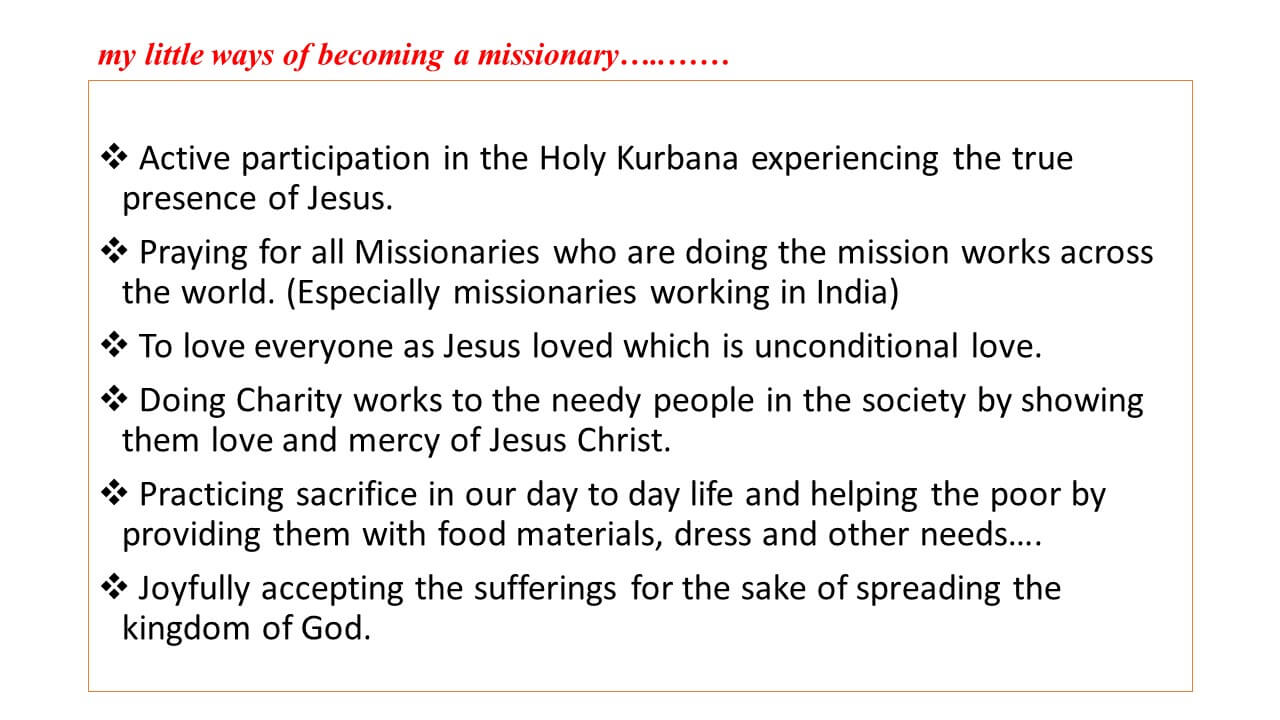 my little ways of becoming a missionary…..…….
❖ Active participation in the Holy Kurbana experiencing the true
presence of Jesus.
❖ Praying for all Missionaries who are doing the mission works across
the world. (Especially missionaries working in India)
❖ To love everyone as Jesus loved which is unconditional love.
❖ Doing Charity works to the needy people in the society by showing
them love and mercy of Jesus Christ.
❖ Practicing sacrifice in our day to day life and helping the poor by
providing them with food materials, dress and other needs….
❖ Joyfully accepting the sufferings for the sake of spreading the
kingdom of God.